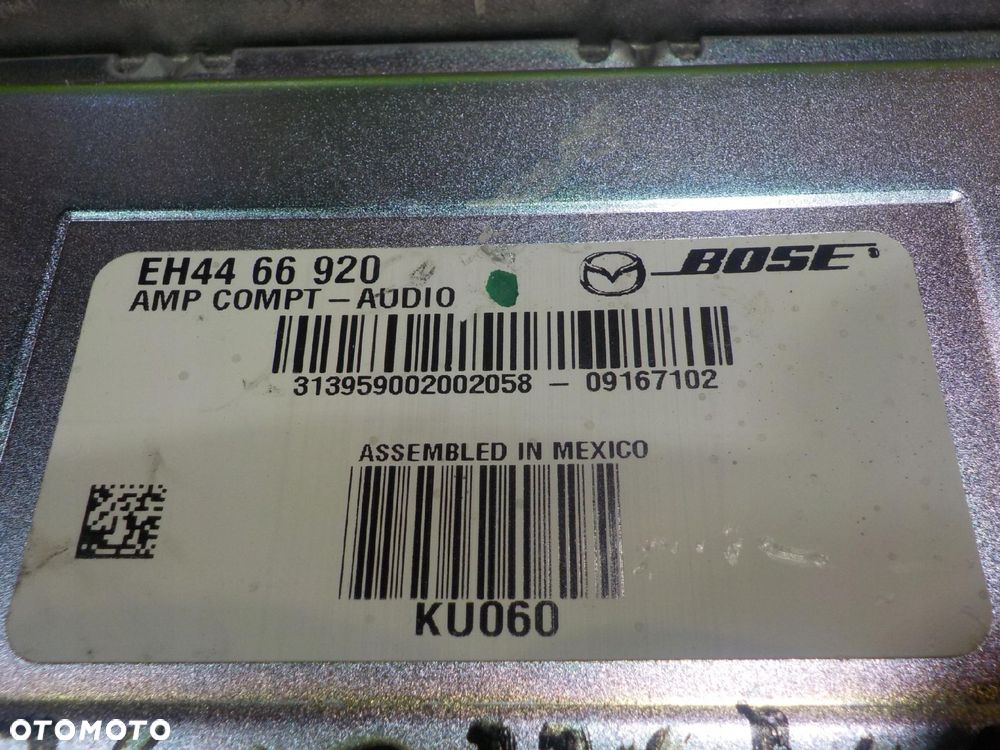 EH44 66 920
BOSE
AMP COMPT - AUDIO
313959002002058 - 09167102
ASSEMBLED IN MEXICO
KU060
OTOMOTO